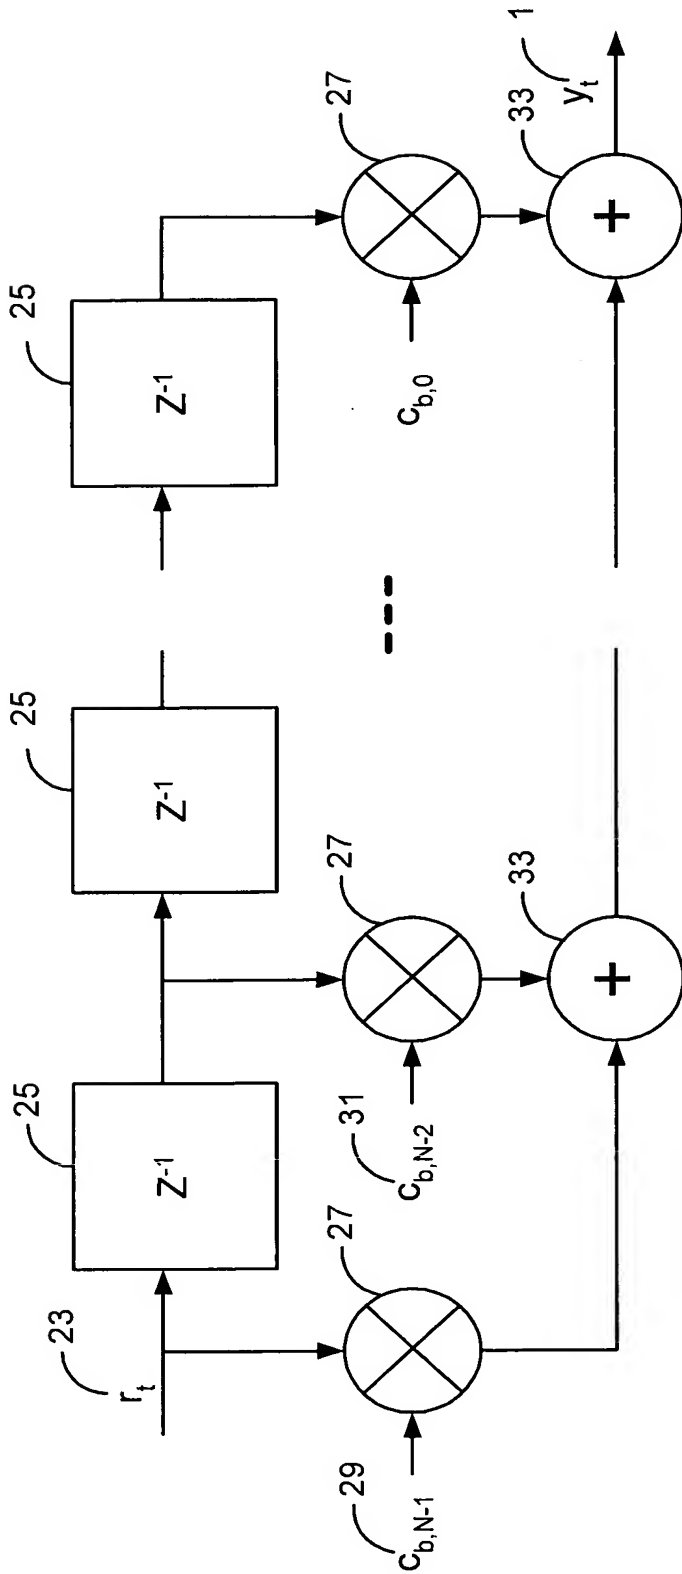 23
r_t
25
Z^-1
25
Z^-1
25
Z^-1
29
c_b,N-1
27
31
c_b,N-2
27
c_b,0
27
33
+
33
+
1
y_t